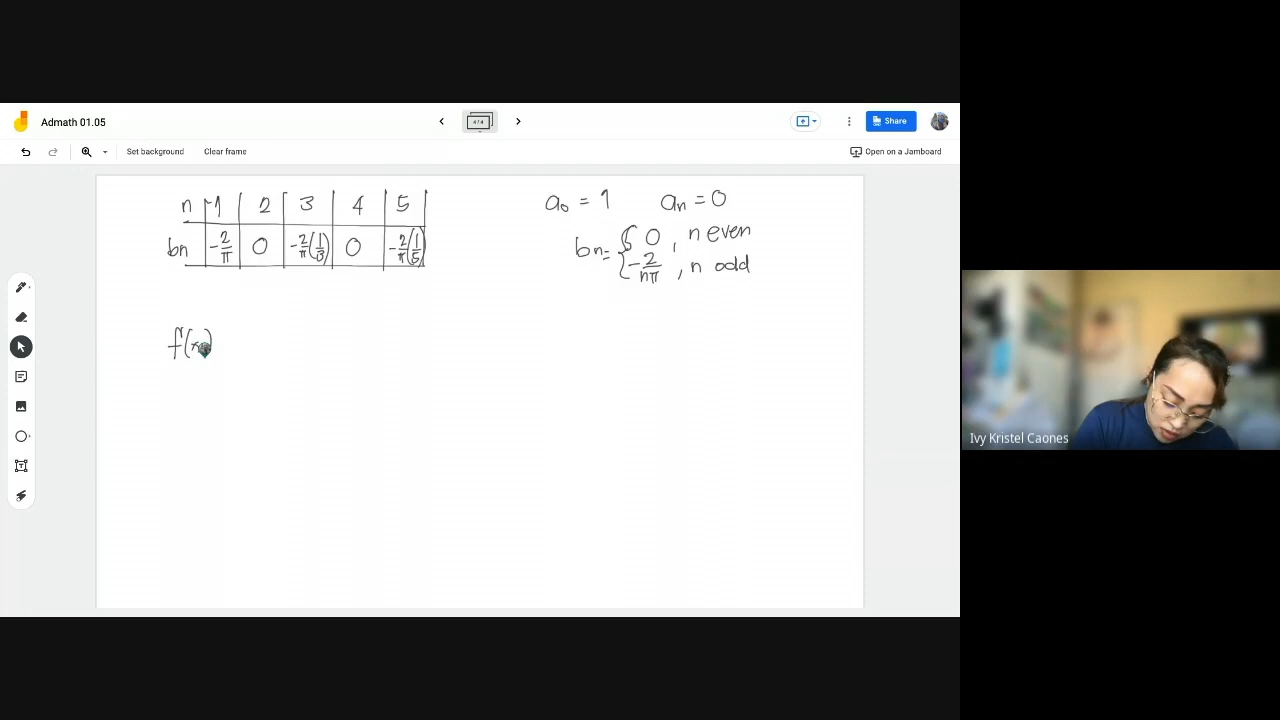 Admath 01.05
4 / 4
Share
Set background
Clear frame
Open on a Jamboard
n 1 2 3 4 5
bn -2/π 0 -2/π(1/3) 0 -2/π(1/5)
a₀ = 1 aₙ = 0
bn = { 0, n even
-2/nπ, n odd
f(x)
Ivy Kristel Caones